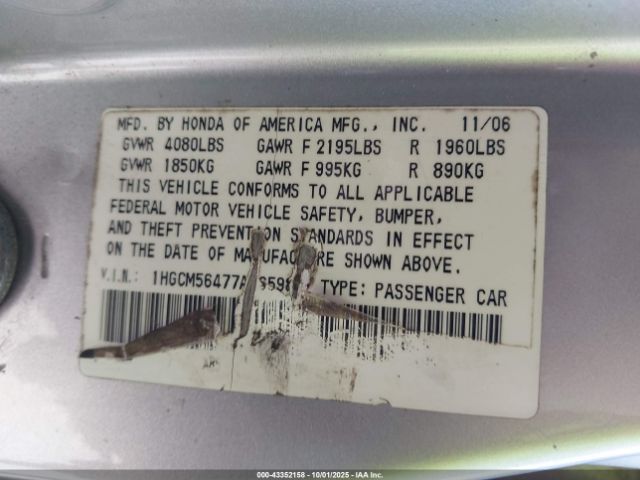 MFD. BY HONDA OF AMERICA MFG., INC. 11/06
GVWR 4080LBS GAWR F 2195LBS R 1960LBS
GVWR 1850KG GAWR F 995KG R 890KG
THIS VEHICLE CONFORMS TO ALL APPLICABLE
FEDERAL MOTOR VEHICLE SAFETY, BUMPER,
AND THEFT PREVENTION STANDARDS IN EFFECT
ON THE DATE OF MANUFACTURE SHOWN ABOVE.
V.I.N.: TYPE: PASSENGER CAR
000-43352158 - 10/01/2025 - IAAI, Inc.